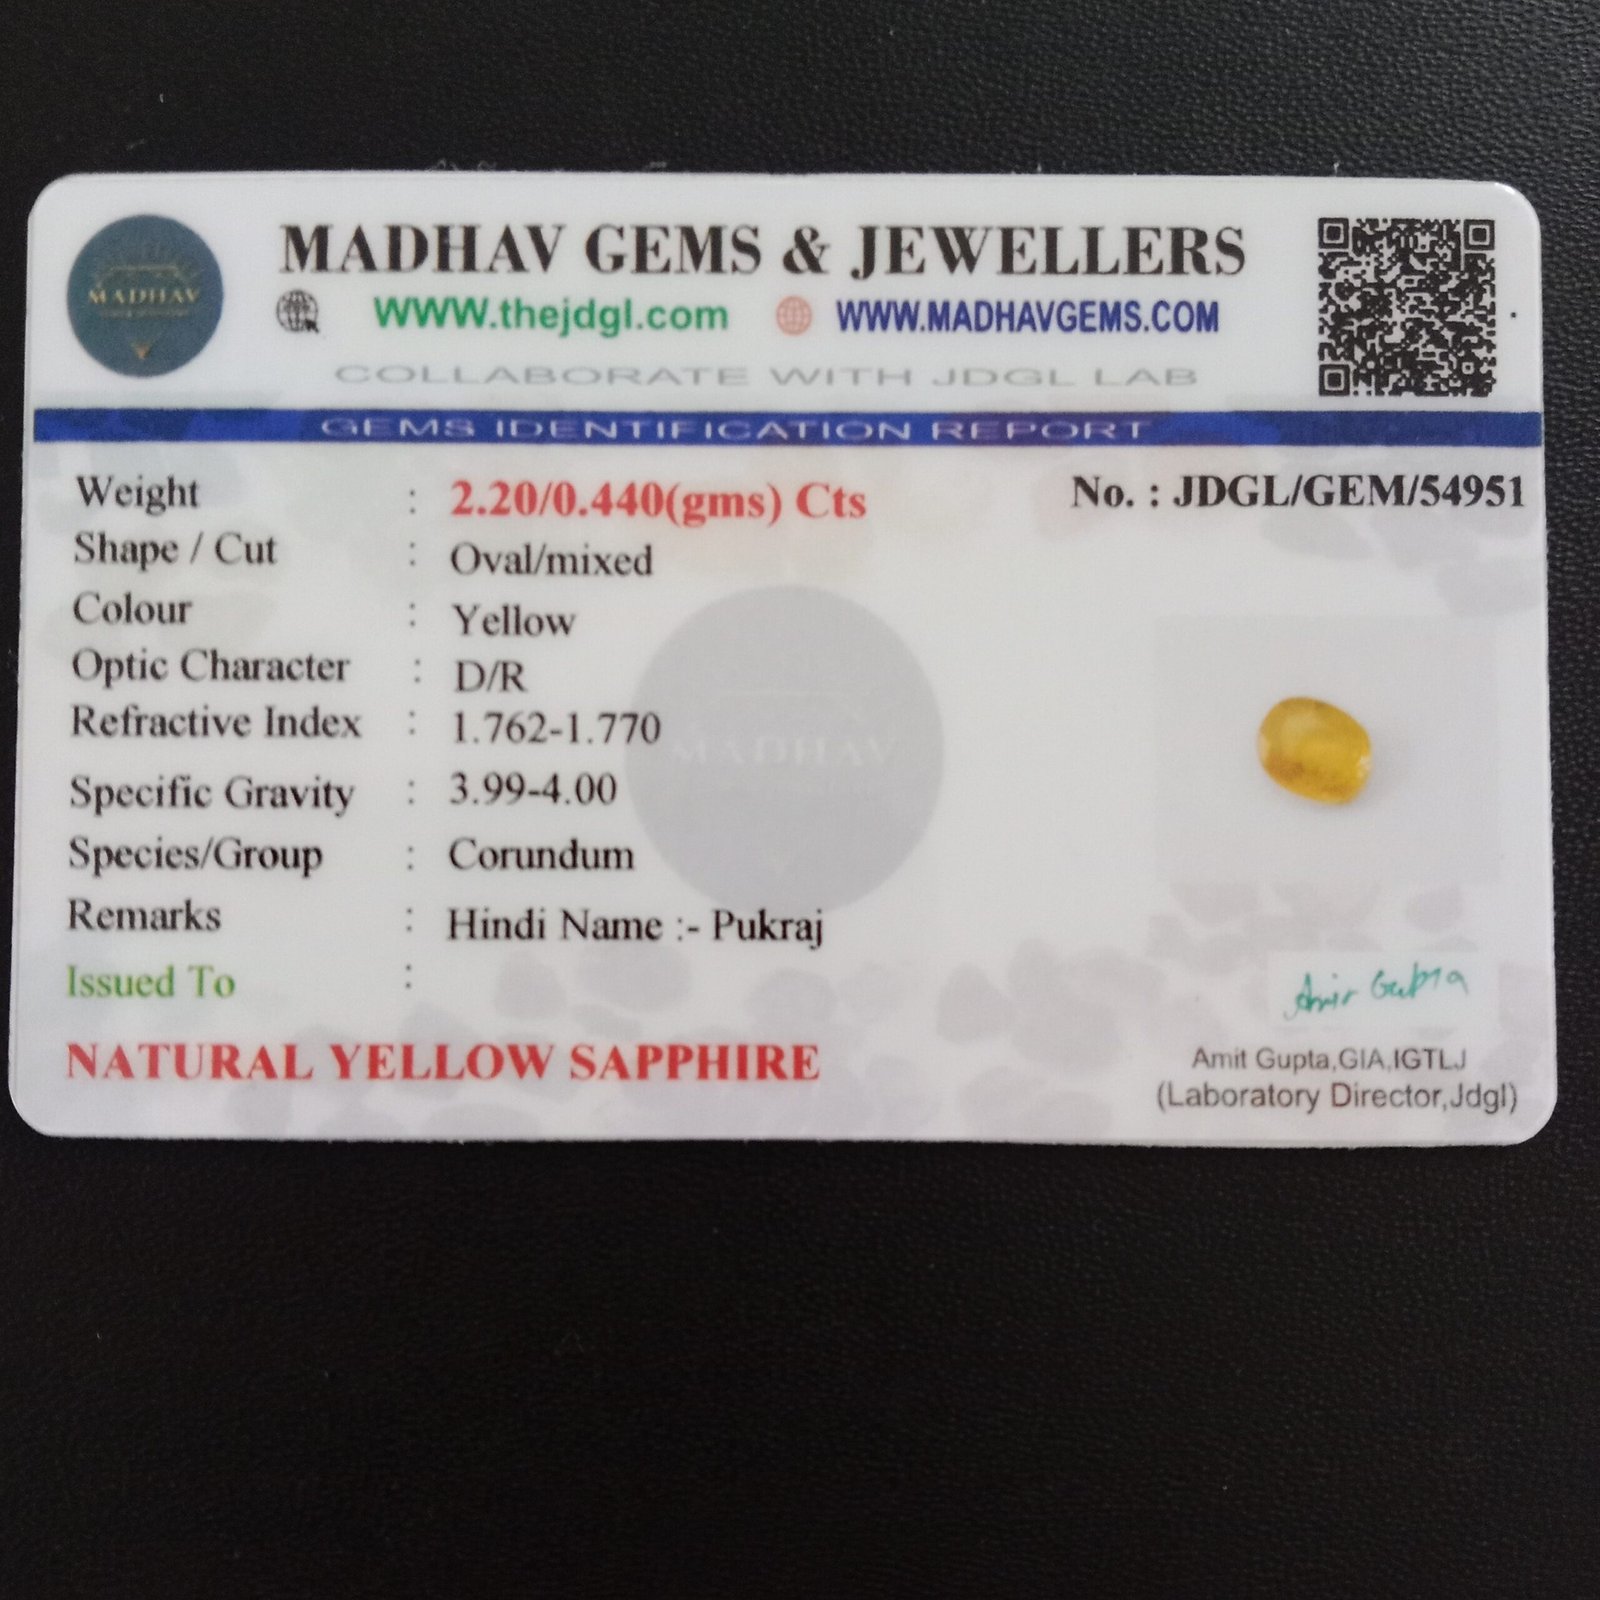 MADHAV GEMS & JEWELLERS
MADHAV
WWW.thejdgl.com WWW.MADHAVGEMS.COM
COLLABORATE WITH JDGL LAB
GEMS IDENTIFICATION REPORT
Weight : 2.20/0.440(gms) Cts No. : JDGL/GEM/54951
Shape / Cut : Oval/mixed
Colour : Yellow
Optic Character : D/R
Refractive Index : 1.762-1.770
MADHAV
Specific Gravity : 3.99-4.00
Species/Group : Corundum
Remarks : Hindi Name :- Pukraj
Issued To :
Amit Gupta
NATURAL YELLOW SAPPHIRE
Amit Gupta,GIA,IGTLJ
(Laboratory Director,Jdgl)